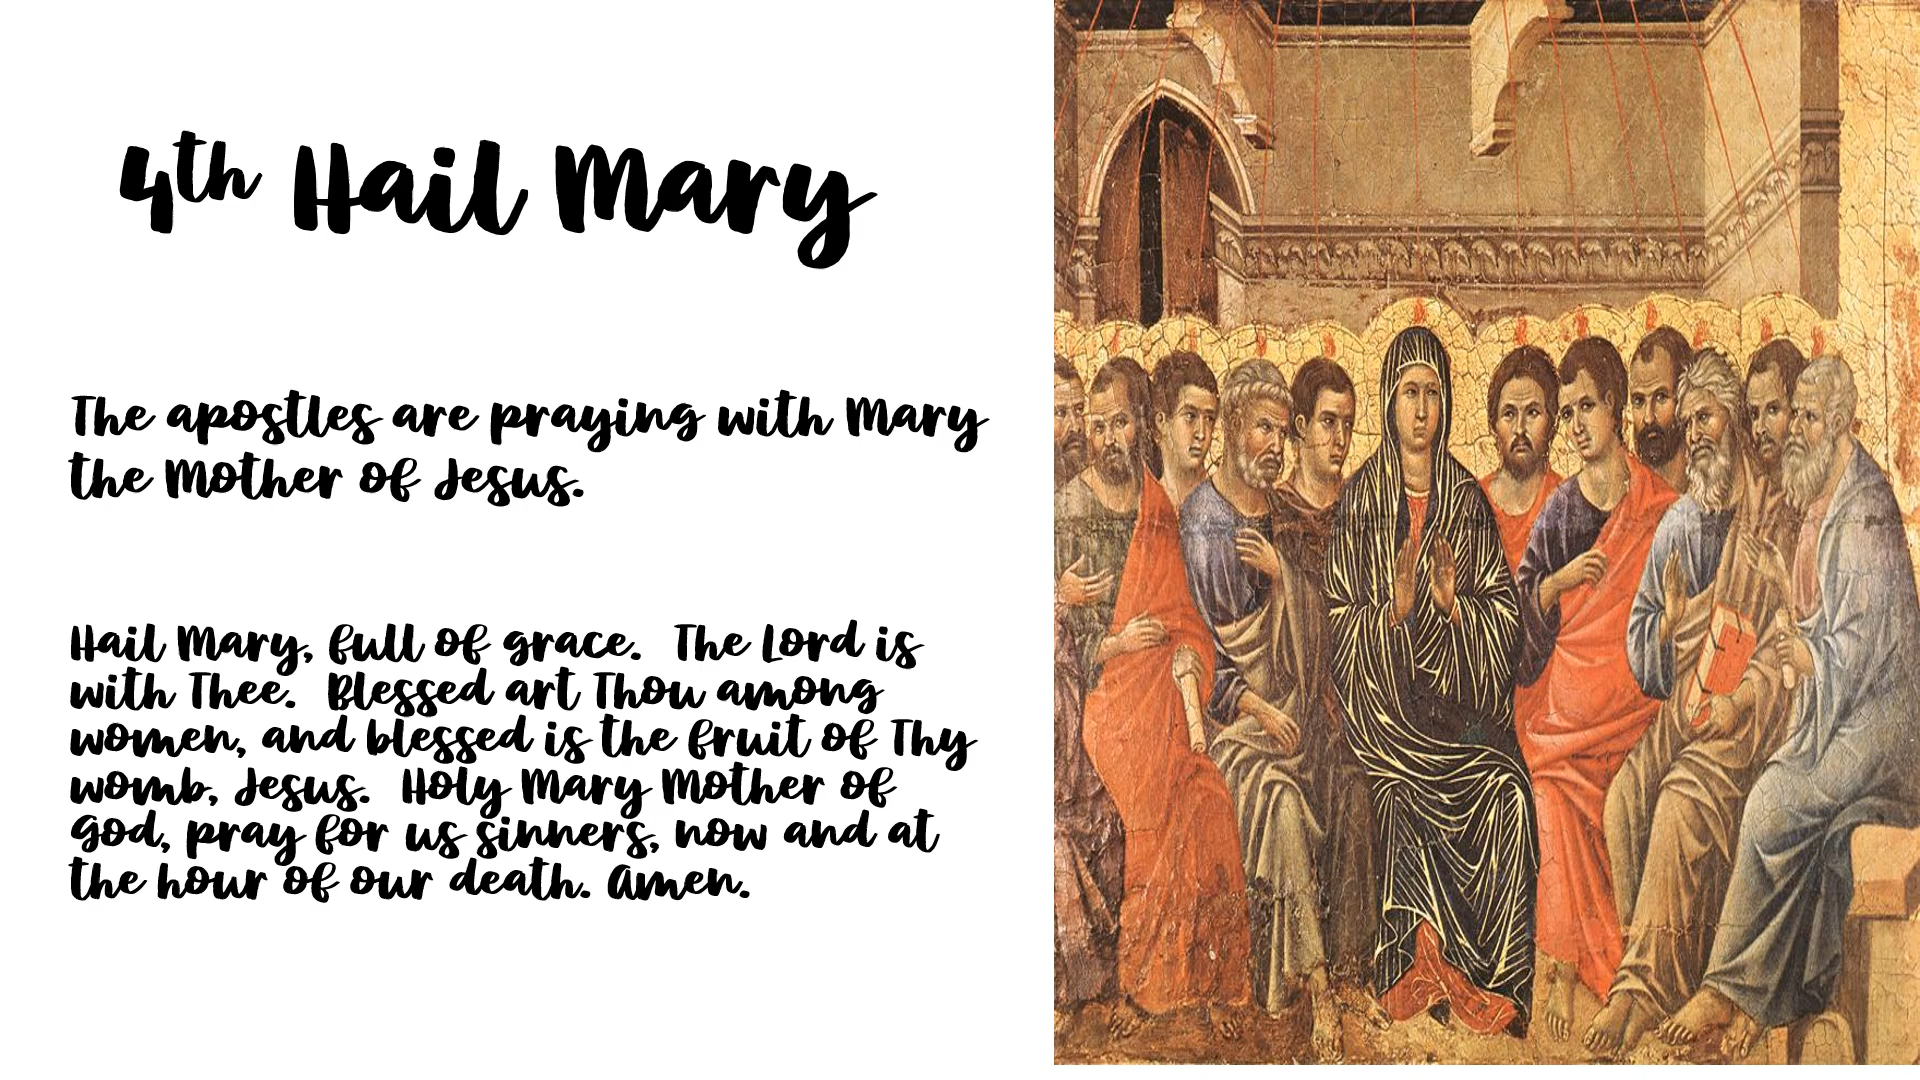 4th Hail Mary
The apostles are praying with Mary
the Mother of Jesus.
Hail Mary, full of grace.  The Lord is
with Thee.  Blessed art Thou among
women, and blessed is the fruit of Thy
womb, Jesus.  Holy Mary Mother of
God, pray for us sinners, now and at
the hour of our death. Amen.